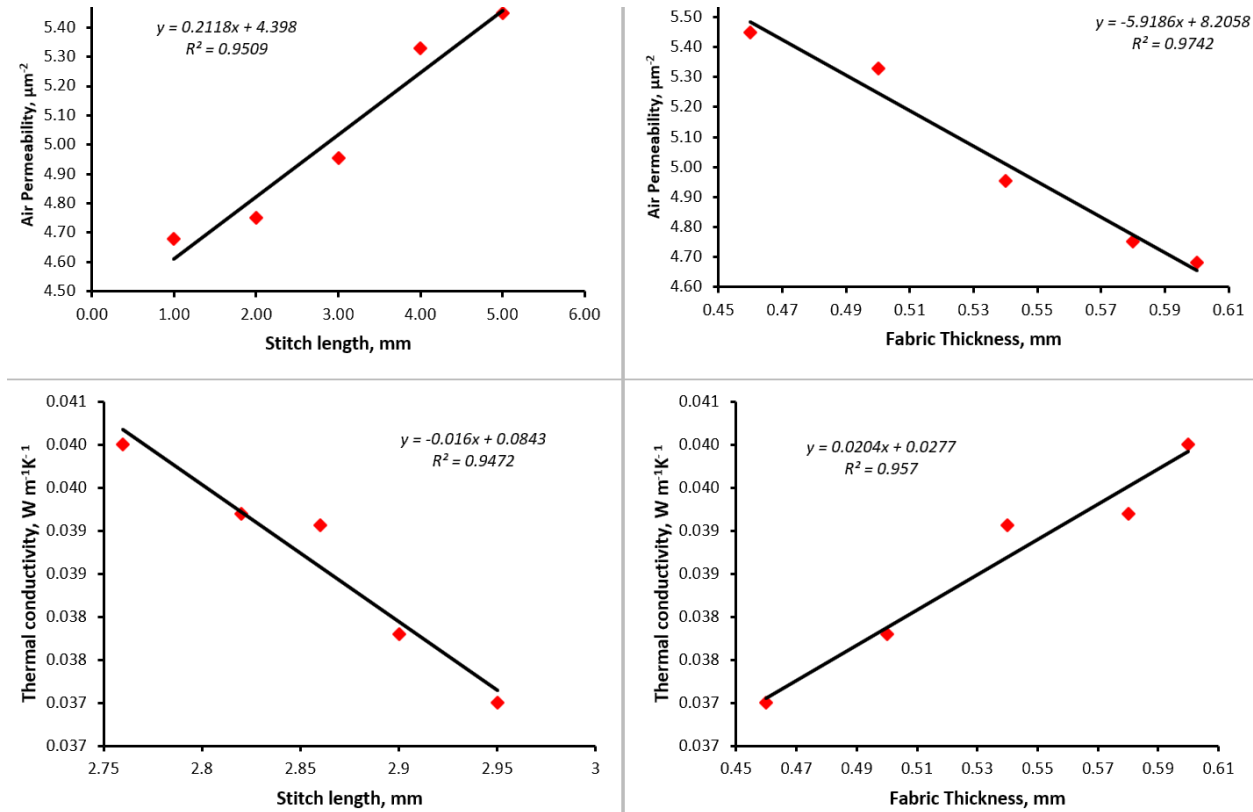 5.40
5.30
5.20
5.10
5.00
4.90
4.80
4.70
4.60
4.50
Air Permeability, µm⁻²
y = 0.2118x + 4.398
R² = 0.9509
0.00 1.00 2.00 3.00 4.00 5.00 6.00
Stitch length, mm
5.50
5.40
5.30
5.20
5.10
5.00
4.90
4.80
4.70
4.60
Air Permeability, µm⁻²
y = -5.9186x + 8.2058
R² = 0.9742
0.45 0.47 0.49 0.51 0.53 0.55 0.57 0.59 0.61
Fabric Thickness, mm
0.041
0.040
0.040
0.039
0.039
0.038
0.038
0.037
0.037
Thermal conductivity, W m⁻¹K⁻¹
y = -0.016x + 0.0843
R² = 0.9472
2.75 2.8 2.85 2.9 2.95 3
Stitch length, mm
0.041
0.040
0.040
0.039
0.039
0.038
0.038
0.037
0.037
Thermal conductivity, W m⁻¹K⁻¹
y = 0.0204x + 0.0277
R² = 0.957
0.45 0.47 0.49 0.51 0.53 0.55 0.57 0.59 0.61
Fabric Thickness, mm